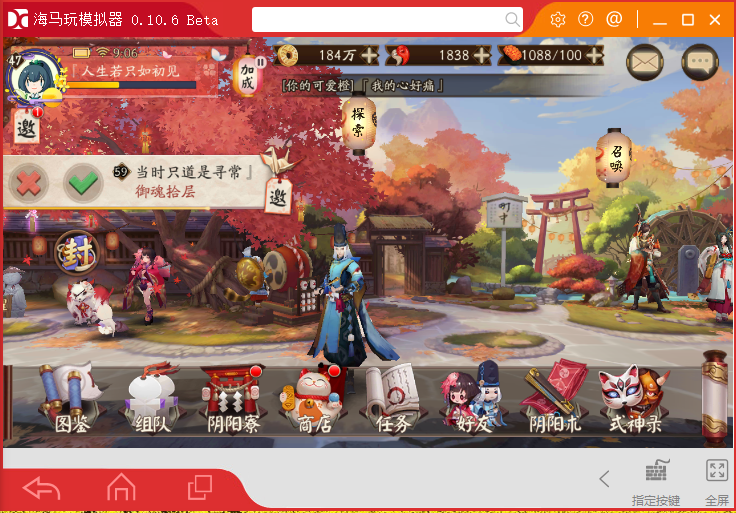 海马玩模拟器 0.10.6 Beta
47
9:06
『人生若只如初见
加成
184万
1838
1088/100
[你的可爱橙]『我的心好痛』
邀
1
探索
召唤
59 当时只道是寻常』
御魂拾层
邀
封
町中
图鉴
组队
阴阳寮
商店
任务
好友
阴阳术
式神录
指定按键
全屏